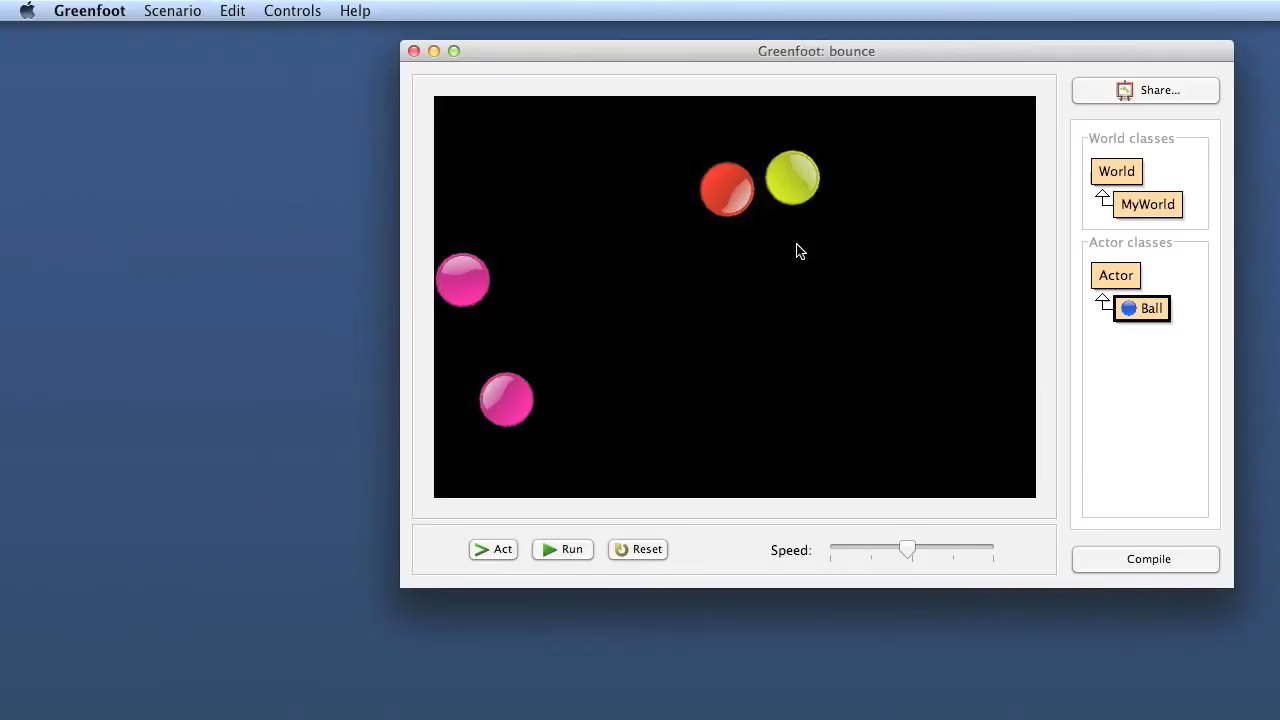 Greenfoot Scenario Edit Controls Help
Greenfoot: bounce
Share...
World classes
World
MyWorld
Actor classes
Actor
Ball
Act Run Reset Speed:
Compile